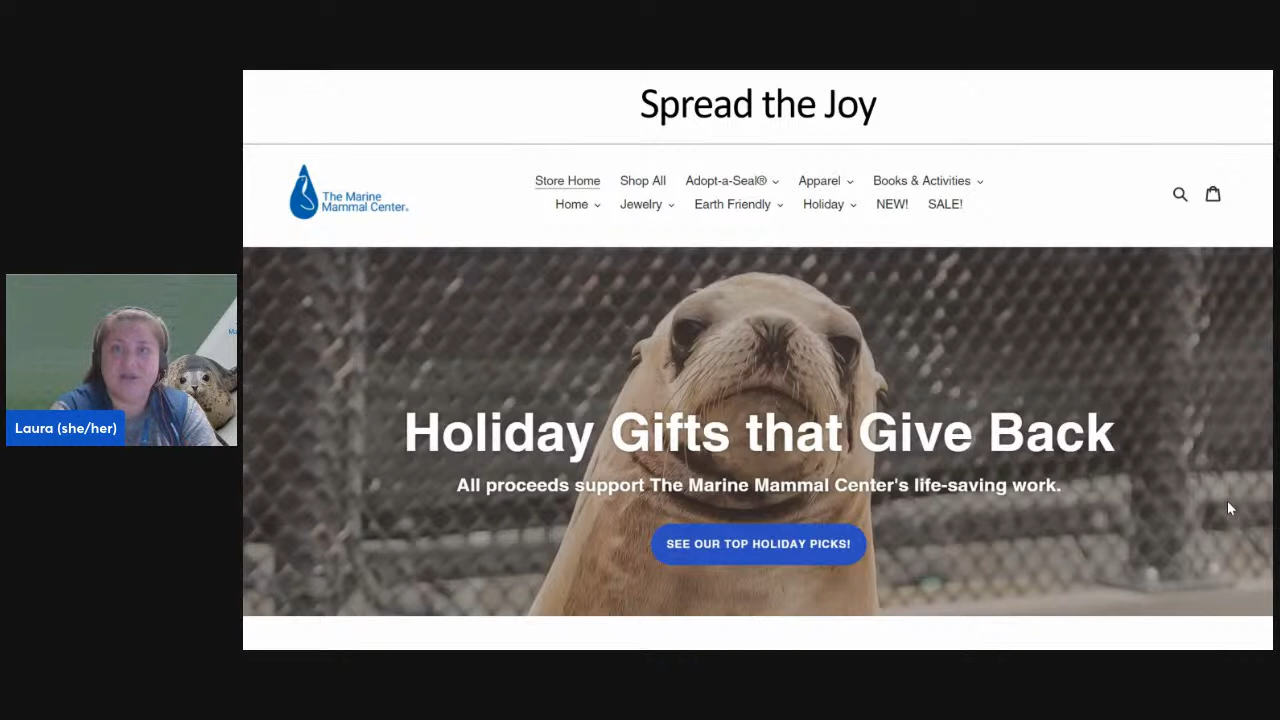 Spread the Joy
The Marine
Mammal Center®
Store Home Shop All Adopt-a-Seal® Apparel Books & Activities
Home Jewelry Earth Friendly Holiday NEW! SALE!
Holiday Gifts that Give Back
All proceeds support The Marine Mammal Center's life-saving work.
SEE OUR TOP HOLIDAY PICKS!
Laura (she/her)